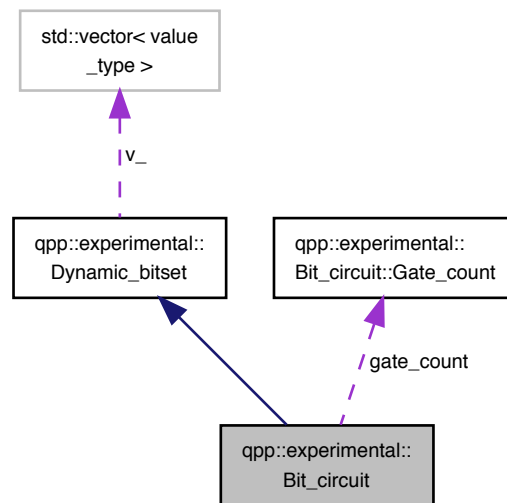 std::vector< value
_type >
v_
qpp::experimental::
Dynamic_bitset
qpp::experimental::
Bit_circuit::Gate_count
gate_count
qpp::experimental::
Bit_circuit